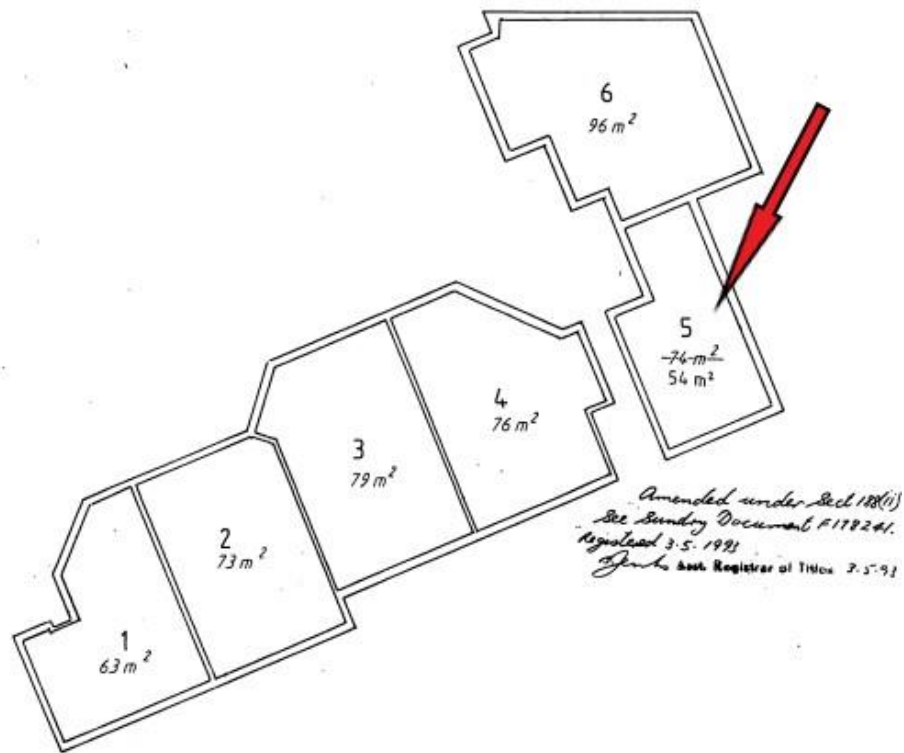 6
96 m²
5
74 m²
54 m²
4
76 m²
3
79 m²
2
73 m²
1
63 m²
Amended under Sect 188(ii)
See Sundry Document F178241.
Registered 3.5.1993
Asst. Registrar of Titles 3.5.93